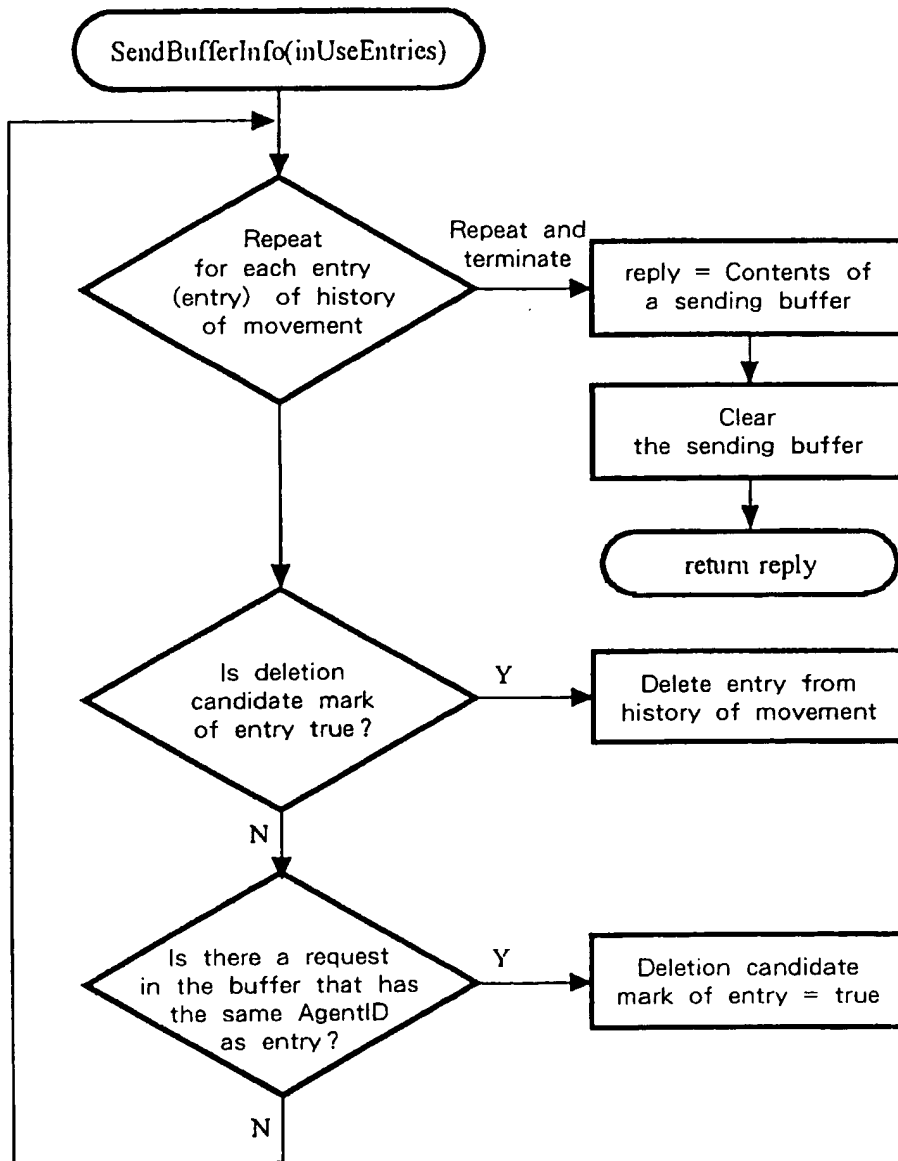 SendBufferInfo(inUseEntries)
Repeat
for each entry
(entry) of history
of movement
Repeat and
terminate
reply = Contents of
a sending buffer
Clear
the sending buffer
return reply
Is deletion
candidate mark
of entry true?
Y
Delete entry from
history of movement
N
Is there a request
in the buffer that has
the same AgentID
as entry?
Y
Deletion candidate
mark of entry = true
N